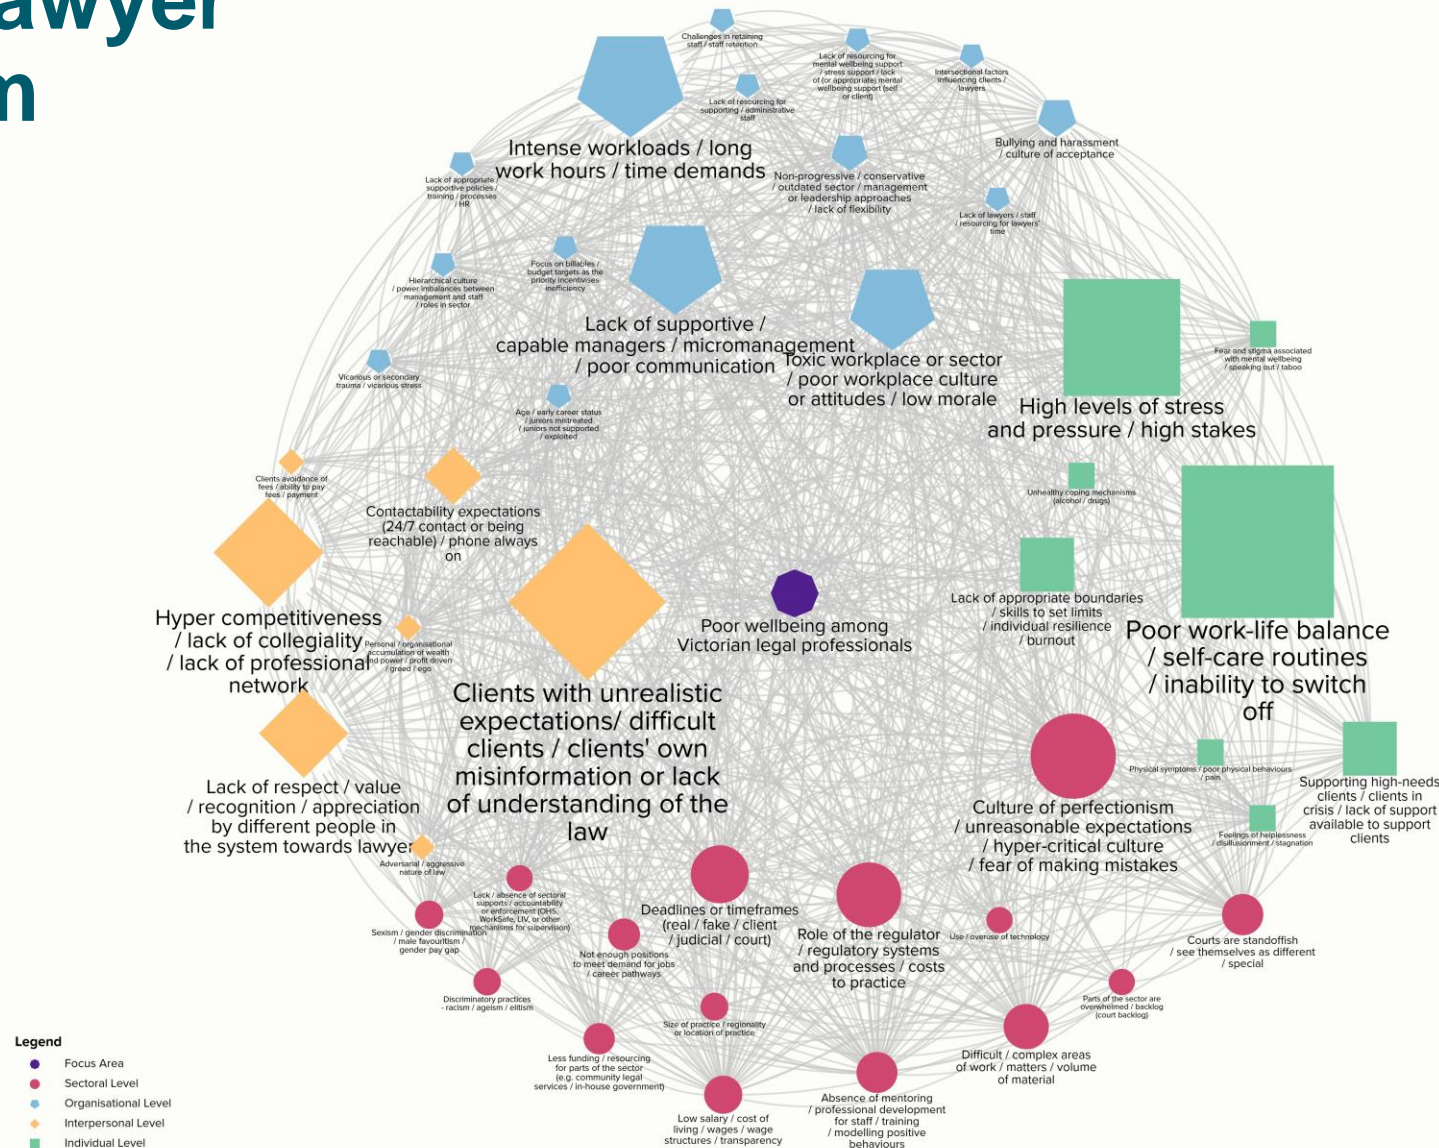 awyer
m
Challenges in retaining
staff / staff retention
Lack of resourcing for
mental wellbeing support
/ stress support / lack
of (or appropriate) mental
wellbeing support (self
or client)
Intersectional factors
influencing clients /
lawyers
Lack of resourcing for
supporting / administrative
staff
Bullying and harassment
/ culture of acceptance
Intense workloads / long
work hours / time demands
Lack of appropriate /
supportive policies /
training / processes
/ HR
Non-progressive / conservative
/ outdated sector / management
or leadership approaches
/ lack of flexibility
Lack of lawyers / staff
/ resourcing for lawyers'
time
Hierarchical culture
/ power imbalances between
management and staff
/ roles in sector
Focus on billables /
budget targets as the
priority incentivises
inefficiency
Lack of supportive /
capable managers / micromanagement
/ poor communication
Toxic workplace or sector
/ poor workplace culture
or attitudes / low morale
Fear and stigma associated
with mental wellbeing
/ speaking out / taboo
Vicarious or secondary
trauma / vicarious stress
Age / early career status
/ juniors mistreated
/ juniors not supported
/ exploited
High levels of stress
and pressure / high stakes
Clients avoidance of
fees / ability to pay
fees / payment
Contactability expectations
(24/7 contact or being
reachable) / phone always
on
Unhealthy coping mechanisms
(alcohol / drugs)
Hyper competitiveness
/ lack of collegiality
/ lack of professional
network
Personal / organisational
accumulation of wealth
and power / profit driven
/ greed / ego
Poor wellbeing among
Victorian legal professionals
Lack of appropriate boundaries
/ skills to set limits
/ individual resilience
/ burnout
Poor work-life balance
/ self-care routines
/ inability to switch
off
Clients with unrealistic
expectations/ difficult
clients / clients' own
misinformation or lack
of understanding of the
law
Lack of respect / value
/ recognition / appreciation
by different people in
the system towards lawyer
Culture of perfectionism
/ unreasonable expectations
/ hyper-critical culture
/ fear of making mistakes
Physical symptoms / poor physical behaviours
/ pain
Supporting high-needs
clients / clients in
crisis / lack of support
available to support
clients
Feelings of helplessness
/ disillusionment / stagnation
Adversarial / aggressive
nature of law
Lack / absence of sectoral
supports / accountability
or enforcement (OHS,
WorkSafe, LIV, or other
mechanisms for supervision)
Sexism / gender discrimination
/ male favouritism /
gender pay gap
Deadlines or timeframes
(real / fake / client
/ judicial / court)
Role of the regulator
/ regulatory systems
and processes / costs
to practice
Use / overuse of technology
Courts are standoffish
/ see themselves as different
/ special
Not enough positions
to meet demand for jobs
/ career pathways
Discriminatory practices
- racism / ageism / elitism
Size of practice / regionality
or location of practice
Parts of the sector are
overwhelmed / backlog
(court backlog)
Less funding / resourcing
for parts of the sector
(e.g. community legal
services / in-house government)
Difficult / complex areas
of work / matters / volume
of material
Low salary / cost of
living / wages / wage
structures / transparency
Absence of mentoring
/ professional development
for staff / training
/ modelling positive
behaviours
Legend
Focus Area
Sectoral Level
Organisational Level
Interpersonal Level
Individual Level